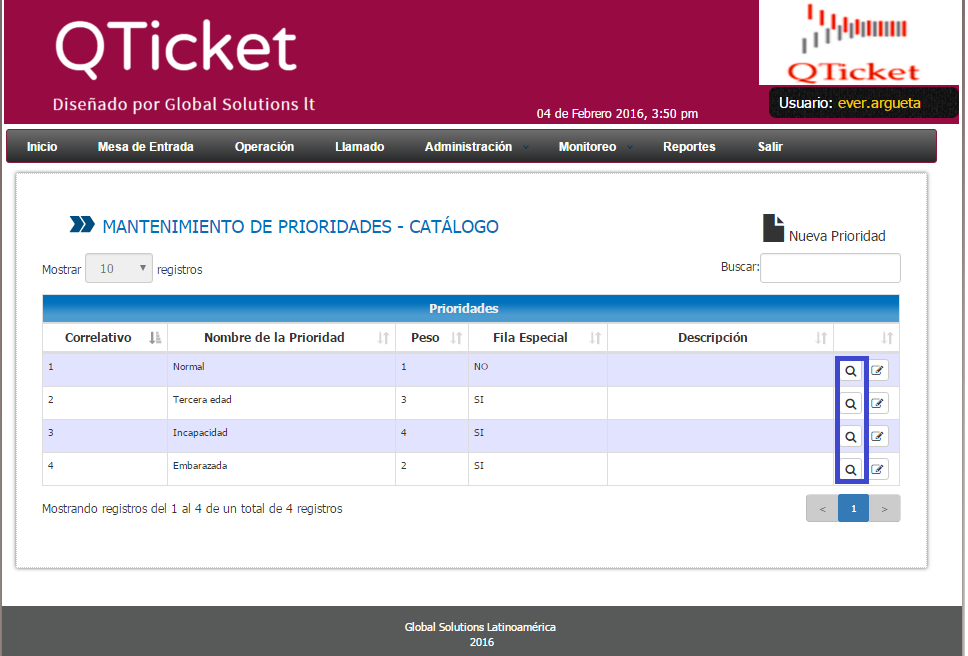 QTicket
Diseñado por Global Solutions lt
04 de Febrero 2016, 3:50 pm
QTicket
Usuario: ever.argueta
Inicio Mesa de Entrada Operación Llamado Administración Monitoreo Reportes Salir
MANTENIMIENTO DE PRIORIDADES - CATÁLOGO
Nueva Prioridad
Mostrar 10 registros
Buscar:
Prioridades
Correlativo Nombre de la Prioridad Peso Fila Especial Descripción
1 Normal 1 NO
2 Tercera edad 3 SI
3 Incapacidad 4 SI
4 Embarazada 2 SI
Mostrando registros del 1 al 4 de un total de 4 registros
< 1 >
Global Solutions Latinoamérica
2016